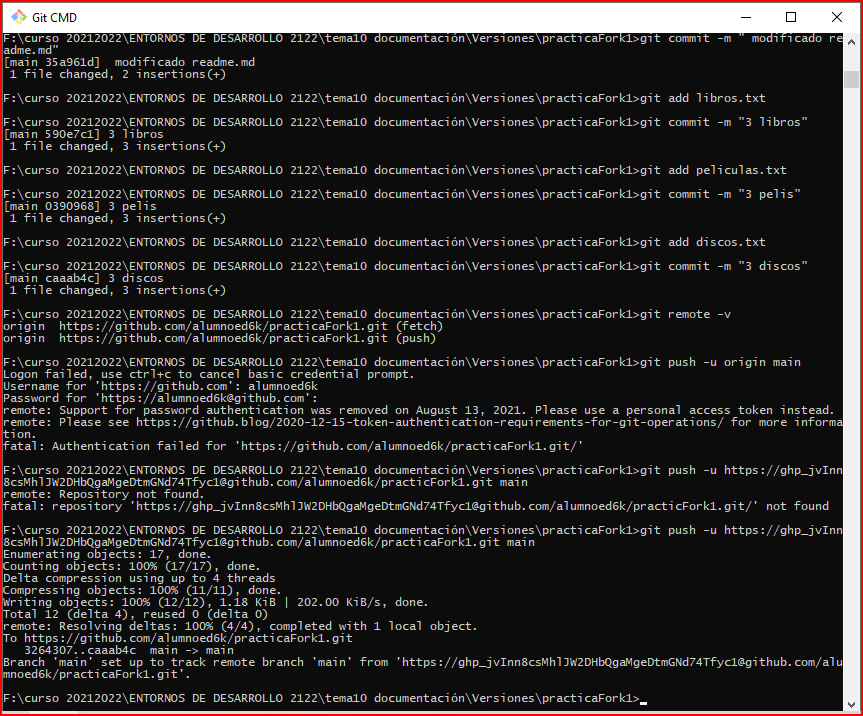 Git CMD
F:\curso 20212022\ENTORNOS DE DESARROLLO 2122\tema10 documentación\Versiones\practicaFork1>git commit -m " modificado re
adme.md"
[main 35a961d]  modificado readme.md
 1 file changed, 2 insertions(+)
F:\curso 20212022\ENTORNOS DE DESARROLLO 2122\tema10 documentación\Versiones\practicaFork1>git add libros.txt
F:\curso 20212022\ENTORNOS DE DESARROLLO 2122\tema10 documentación\Versiones\practicaFork1>git commit -m "3 libros"
[main 590e7c1] 3 libros
 1 file changed, 3 insertions(+)
F:\curso 20212022\ENTORNOS DE DESARROLLO 2122\tema10 documentación\Versiones\practicaFork1>git add peliculas.txt
F:\curso 20212022\ENTORNOS DE DESARROLLO 2122\tema10 documentación\Versiones\practicaFork1>git commit -m "3 pelis"
[main 0390968] 3 pelis
 1 file changed, 3 insertions(+)
F:\curso 20212022\ENTORNOS DE DESARROLLO 2122\tema10 documentación\Versiones\practicaFork1>git add discos.txt
F:\curso 20212022\ENTORNOS DE DESARROLLO 2122\tema10 documentación\Versiones\practicaFork1>git commit -m "3 discos"
[main caaab4c] 3 discos
 1 file changed, 3 insertions(+)
F:\curso 20212022\ENTORNOS DE DESARROLLO 2122\tema10 documentación\Versiones\practicaFork1>git remote -v
origin  https://github.com/alumnoed6k/practicaFork1.git (fetch)
origin  https://github.com/alumnoed6k/practicaFork1.git (push)
F:\curso 20212022\ENTORNOS DE DESARROLLO 2122\tema10 documentación\Versiones\practicaFork1>git push -u origin main
Logon failed, use ctrl+c to cancel basic credential prompt.
Username for 'https://github.com': alumnoed6k
Password for 'https://alumnoed6k@github.com':
remote: Support for password authentication was removed on August 13, 2021. Please use a personal access token instead.
remote: Please see https://github.blog/2020-12-15-token-authentication-requirements-for-git-operations/ for more informa
tion.
fatal: Authentication failed for 'https://github.com/alumnoed6k/practicaFork1.git/'
F:\curso 20212022\ENTORNOS DE DESARROLLO 2122\tema10 documentación\Versiones\practicaFork1>git push -u https://ghp_jvInn
8csMhlJW2DHbQgaMgeDtmGNd74Tfyc1@github.com/alumnoed6k/practicFork1.git main
remote: Repository not found.
fatal: repository 'https://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@github.com/alumnoed6k/practicFork1.git/' not found
F:\curso 20212022\ENTORNOS DE DESARROLLO 2122\tema10 documentación\Versiones\practicaFork1>git push -u https://ghp_jvInn
8csMhlJW2DHbQgaMgeDtmGNd74Tfyc1@github.com/alumnoed6k/practicaFork1.git main
Enumerating objects: 17, done.
Counting objects: 100% (17/17), done.
Delta compression using up to 4 threads
Compressing objects: 100% (11/11), done.
Writing objects: 100% (12/12), 1.18 KiB | 202.00 KiB/s, done.
Total 12 (delta 4), reused 0 (delta 0)
remote: Resolving deltas: 100% (4/4), completed with 1 local object.
To https://github.com/alumnoed6k/practicaFork1.git
   3264307..caaab4c  main -> main
Branch 'main' set up to track remote branch 'main' from 'https://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@github.com/alu
mnoed6k/practicaFork1.git'.
F:\curso 20212022\ENTORNOS DE DESARROLLO 2122\tema10 documentación\Versiones\practicaFork1>